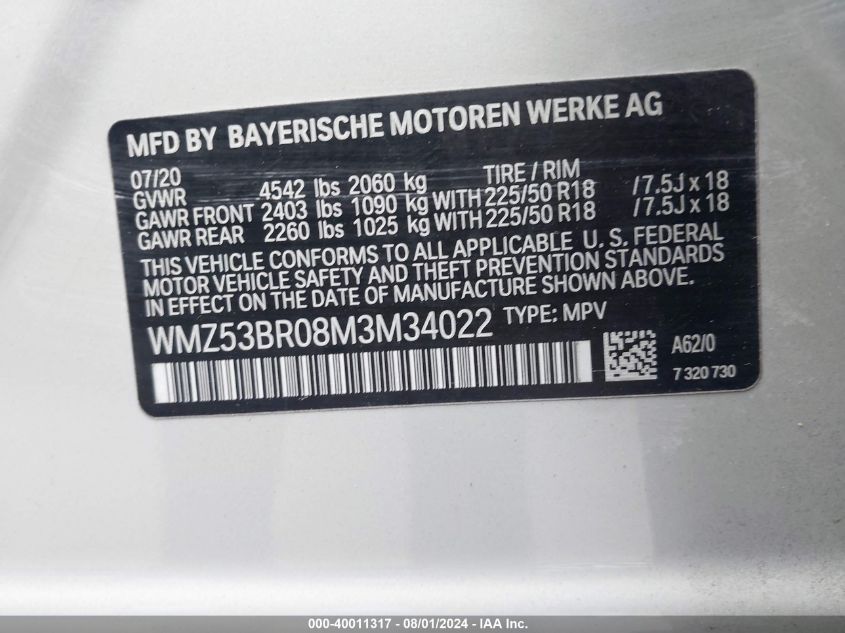 MFD BY BAYERISCHE MOTOREN WERKE AG
07/20 TIRE / RIM
GVWR 4542 lbs 2060 kg
GAWR FRONT 2403 lbs 1090 kg WITH 225/50 R18 /7.5J x 18
GAWR REAR 2260 lbs 1025 kg WITH 225/50 R18 /7.5J x 18
THIS VEHICLE CONFORMS TO ALL APPLICABLE U. S. FEDERAL
MOTOR VEHICLE SAFETY AND THEFT PREVENTION STANDARDS
IN EFFECT ON THE DATE OF MANUFACTURE SHOWN ABOVE.
WMZ53BR08M3M34022 TYPE: MPV
A62/0
7 320 730
000-40011317 - 08/01/2024 - IAA, Inc.